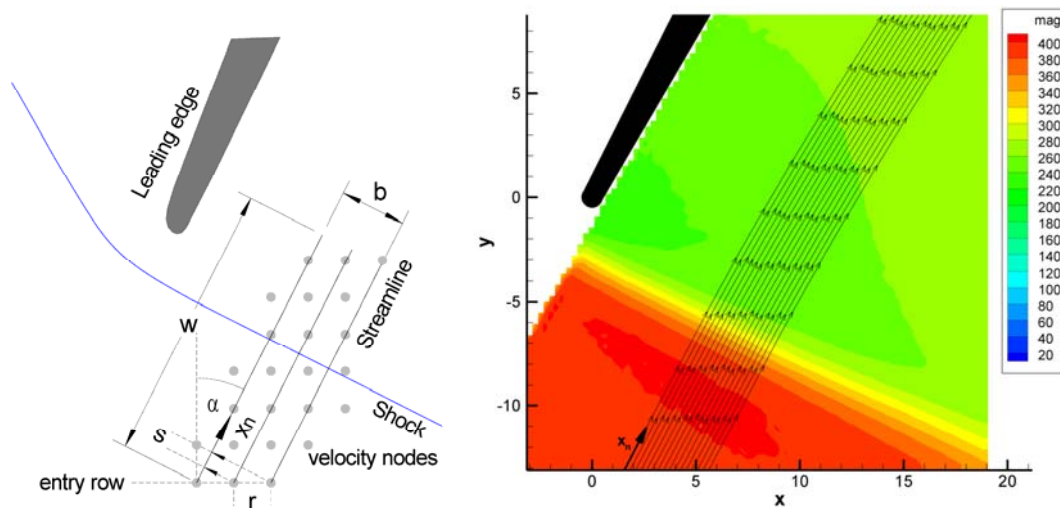 Leading edge
b
Streamline
w
α
xn
s
Shock
velocity nodes
entry row
r
y
5
0
-5
-10
xn
0
5
10
15
20
x
mag
400
380
360
340
320
300
280
260
240
220
200
180
160
140
120
100
80
60
40
20